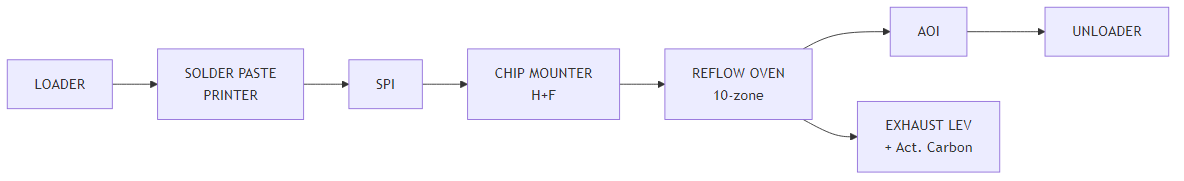 LOADER
SOLDER PASTE
PRINTER
SPI
CHIP MOUNTER
H+F
REFLOW OVEN
10-zone
AOI
UNLOADER
EXHAUST LEV
+ Act. Carbon